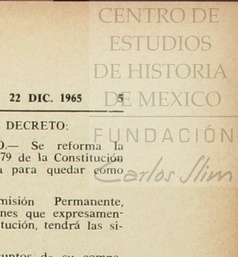 CENTRO DE
ESTUDIOS
DE HISTORIA
DE MEXICO
FUNDACIÓN
Carlos Slim
22 DIC. 1965 5
DECRETO:
O.— Se reforma la
79 de la Constitución
para quedar como
misión Permanente,
nes que expresamen-
titución, tendrá las si-